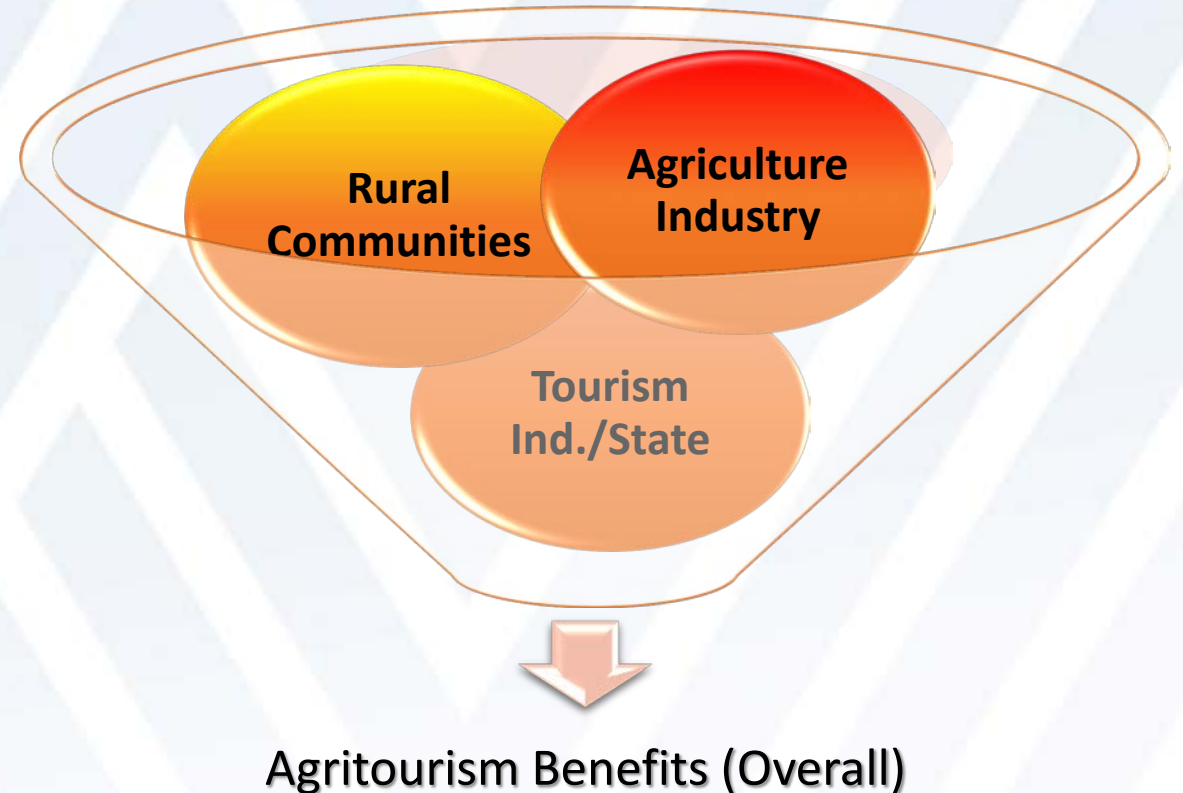 Rural
Communities
Agriculture
Industry
Tourism
Ind./State
Agritourism Benefits (Overall)